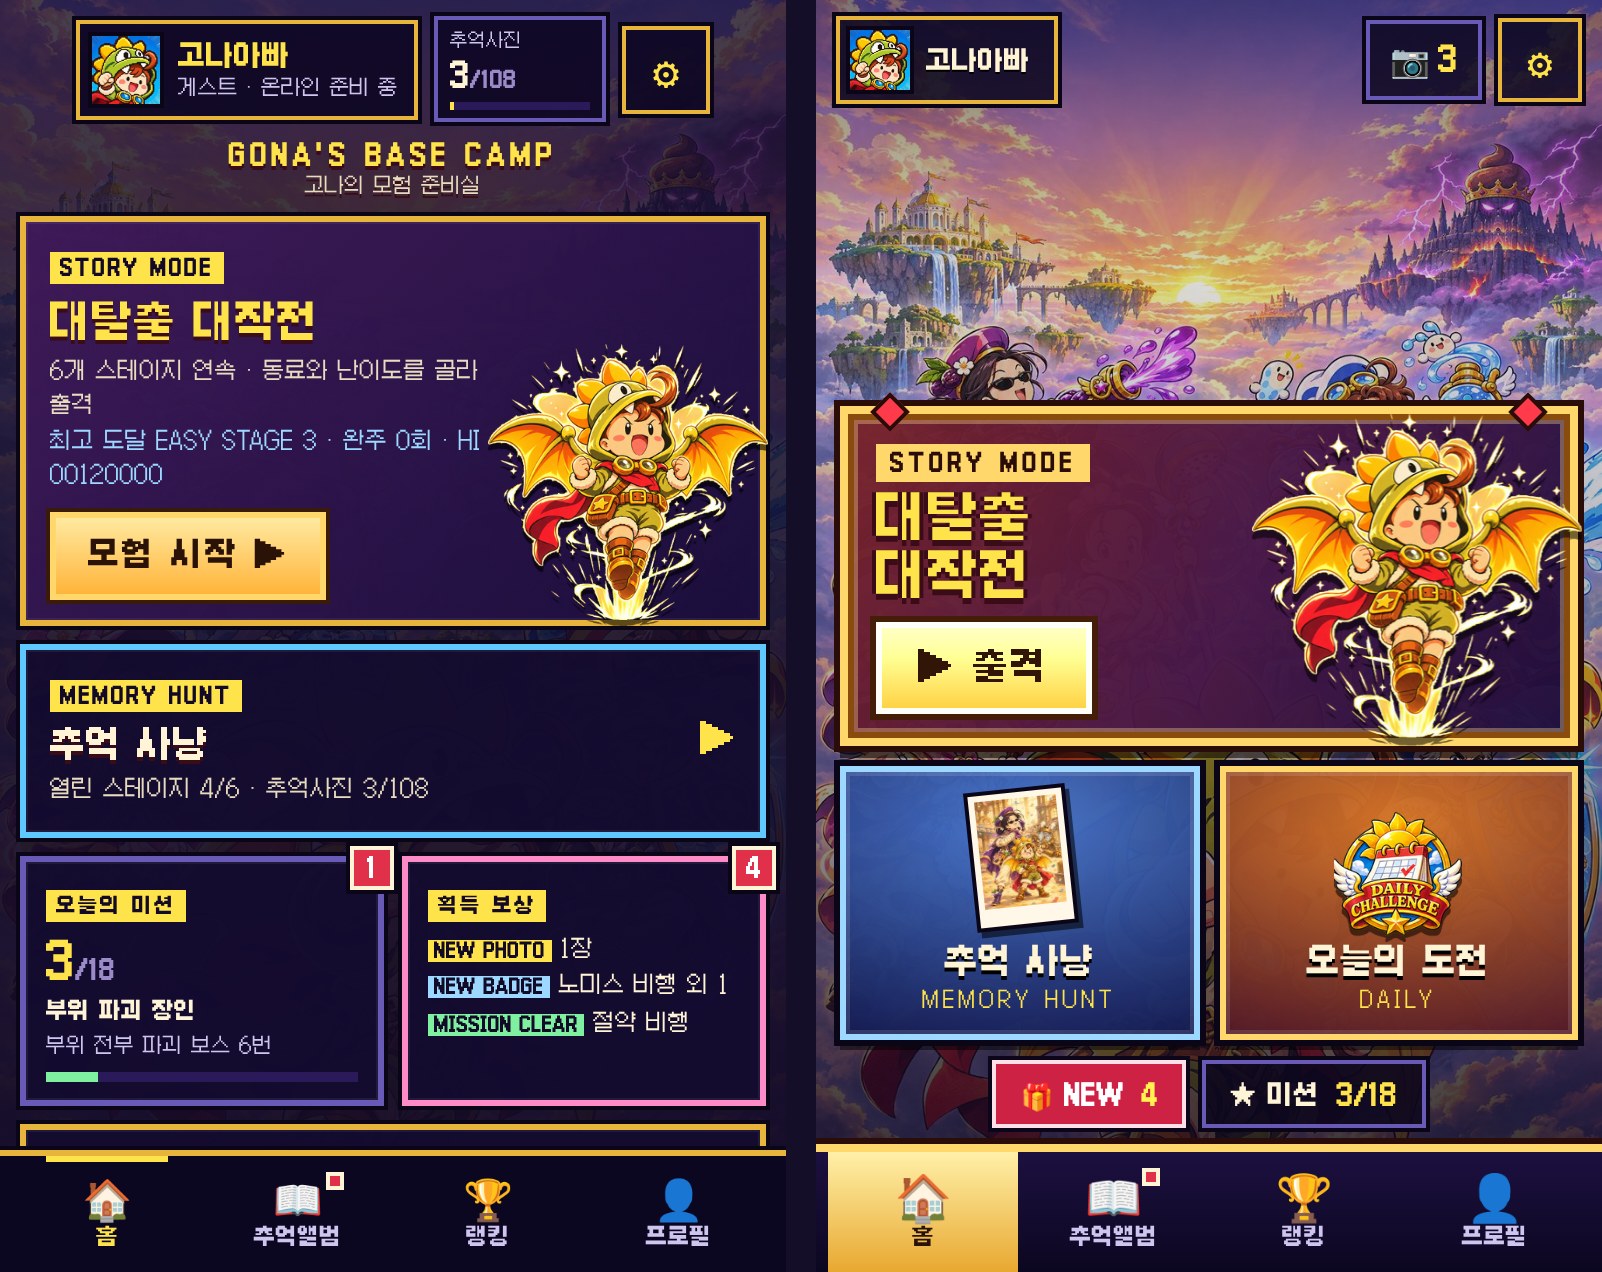 고나아빠
게스트 · 온라인 준비 중
추억사진
3/108
GONA'S BASE CAMP
고나의 모험 준비실
STORY MODE
대탈출 대작전
6개 스테이지 연속 · 동료와 난이도를 골라
출격
최고 도달 EASY STAGE 3 · 완주 0회 · HI
00120000
모험 시작 ▶
MEMORY HUNT
추억 사냥
열린 스테이지 4/6 · 추억사진 3/108
1
오늘의 미션
3/18
부위 파괴 장인
부위 전부 파괴 보스 6번
4
획득 보상
NEW PHOTO 1장
NEW BADGE 노미스 비행 외 1
MISSION CLEAR 절약 비행
홈
추억앨범
랭킹
프로필
고나아빠
3
STORY MODE
대탈출
대작전
▶ 출격
추억 사냥
MEMORY HUNT
DAILY
CHALLENGE
오늘의 도전
DAILY
NEW 4
★ 미션 3/18
홈
추억앨범
랭킹
프로필